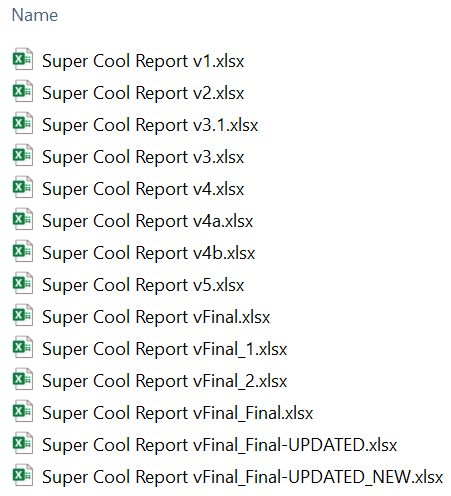 Name
Super Cool Report v1.xlsx
Super Cool Report v2.xlsx
Super Cool Report v3.1.xlsx
Super Cool Report v3.xlsx
Super Cool Report v4.xlsx
Super Cool Report v4a.xlsx
Super Cool Report v4b.xlsx
Super Cool Report v5.xlsx
Super Cool Report vFinal.xlsx
Super Cool Report vFinal_1.xlsx
Super Cool Report vFinal_2.xlsx
Super Cool Report vFinal_Final.xlsx
Super Cool Report vFinal_Final-UPDATED.xlsx
Super Cool Report vFinal_Final-UPDATED_NEW.xlsx